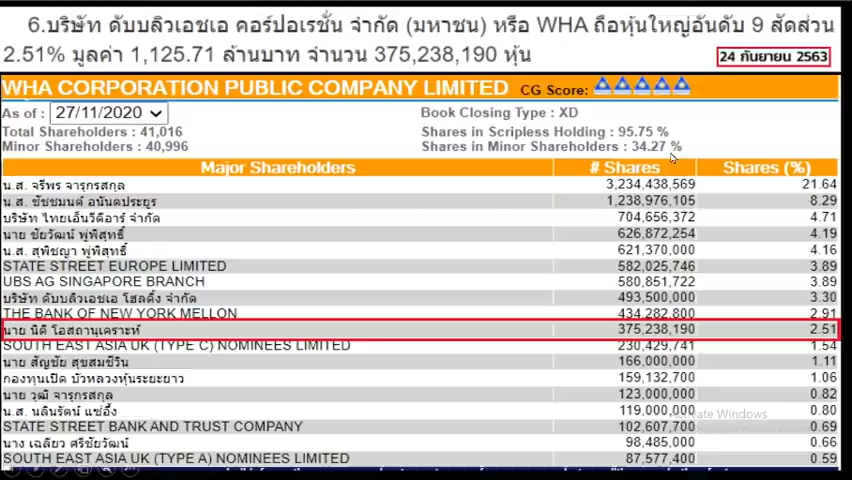 6.บริษัท ดับบลิวเอชเอ คอร์ปอเรชั่น จำกัด (มหาชน) หรือ WHA ถือหุ้นใหญ่อันดับ 9 สัดส่วน
2.51% มูลค่า 1,125.71 ล้านบาท จำนวน 375,238,190 หุ้น
24 กันยายน 2563
WHA CORPORATION PUBLIC COMPANY LIMITED CG Score:
As of : 27/11/2020 Book Closing Type : XD
Total Shareholders : 41,016 Shares in Scripless Holding : 95.75 %
Minor Shareholders : 40,996 Shares in Minor Shareholders : 34.27 %
Major Shareholders # Shares Shares (%)
น.ส. จรีพร จารุกรสกุล 3,234,438,569 21.64
น.ส. ชัชชมนต์ อนันตประยูร 1,238,976,105 8.29
บริษัท ไทยเอ็นวีดีอาร์ จำกัด 704,656,372 4.71
นาย ชัยวัฒน์ พู่พิสุทธิ์ 626,872,254 4.19
น.ส. สุพิชญา พู่พิสุทธิ์ 621,370,000 4.16
STATE STREET EUROPE LIMITED 582,025,746 3.89
UBS AG SINGAPORE BRANCH 580,851,722 3.89
บริษัท ดับบลิวเอชเอ โฮลดิ้ง จำกัด 493,500,000 3.30
THE BANK OF NEW YORK MELLON 434,282,800 2.91
นาย นิติ โอสถานุเคราะห์ 375,238,190 2.51
SOUTH EAST ASIA UK (TYPE C) NOMINEES LIMITED 230,429,741 1.54
นาย สัญชัย สุขสมชีวิน 166,000,000 1.11
กองทุนเปิด บัวหลวงหุ้นระยะยาว 159,132,700 1.06
นาย วุฒิ จารุกรสกุล 123,000,000 0.82
น.ส. นลินรัตน์ แซ่อึ้ง 119,000,000 0.80
Activate Windows
STATE STREET BANK AND TRUST COMPANY 102,607,700 0.69
นาง เฉลียว ศรีชัยวัฒน์ 98,485,000 0.66
SOUTH EAST ASIA UK (TYPE A) NOMINEES LIMITED 87,577,400 0.59